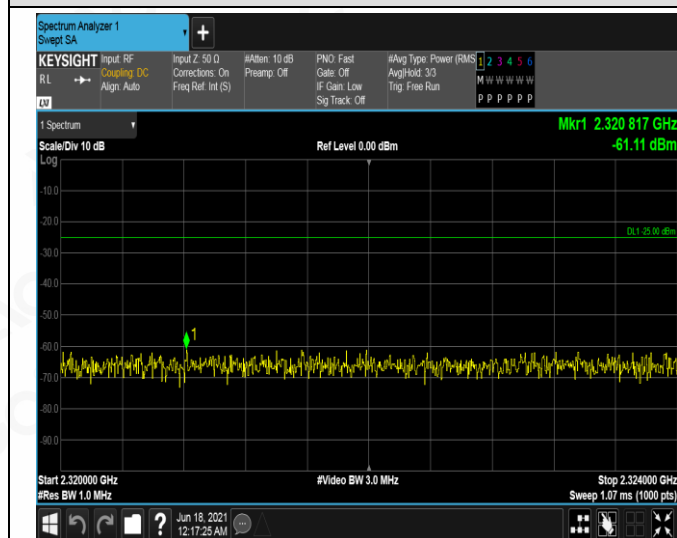 Spectrum Analyzer 1
Swept SA
+
KEYSIGHT Input: RF Input Z: 50 Ω #Atten: 10 dB PNO: Fast #Avg Type: Power (RMS 1 2 3 4 5 6
RL Coupling: DC Corrections: On Preamp: Off Gate: Off Avg|Hold: 3/3 M W W W W W
Align: Auto Freq Ref: Int (S) IF Gain: Low Trig: Free Run
Sig Track: Off P P P P P P
LXI
1 Spectrum Mkr1 2.320 817 GHz
Scale/Div 10 dB Ref Level 0.00 dBm -61.11 dBm
Log
-10.0
-20.0
DL1 -25.00 dBm
-30.0
-40.0
-50.0
1
-60.0
-70.0
-80.0
-90.0
Start 2.320000 GHz #Video BW 3.0 MHz Stop 2.324000 GHz
#Res BW 1.0 MHz Sweep 1.07 ms (1000 pts)
? Jun 18, 2021
12:17:25 AM